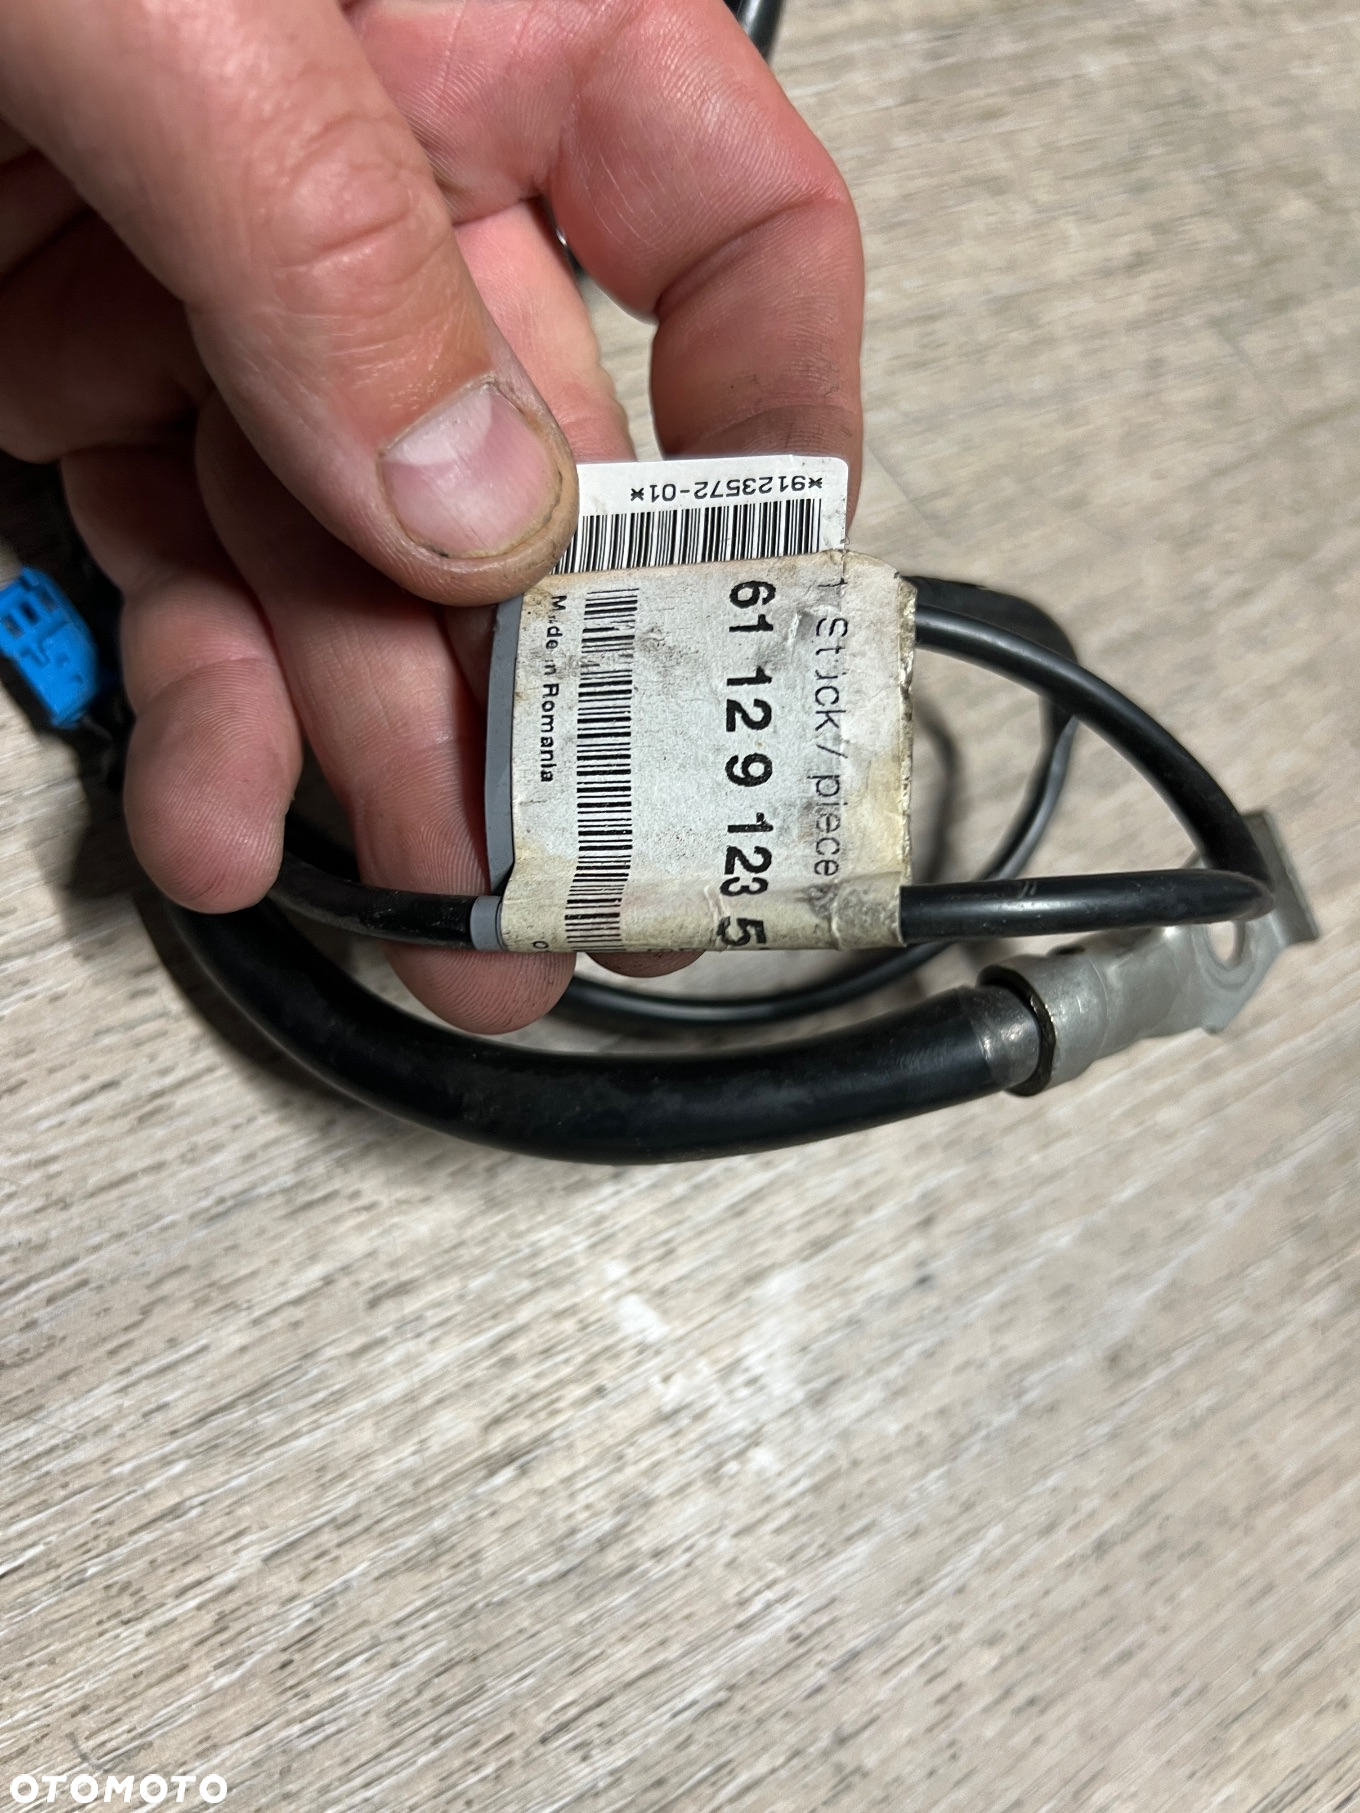 *9123572-01*
1 Stück/piece
61 12 9 123 5
Made in Romania
OTOMOTO